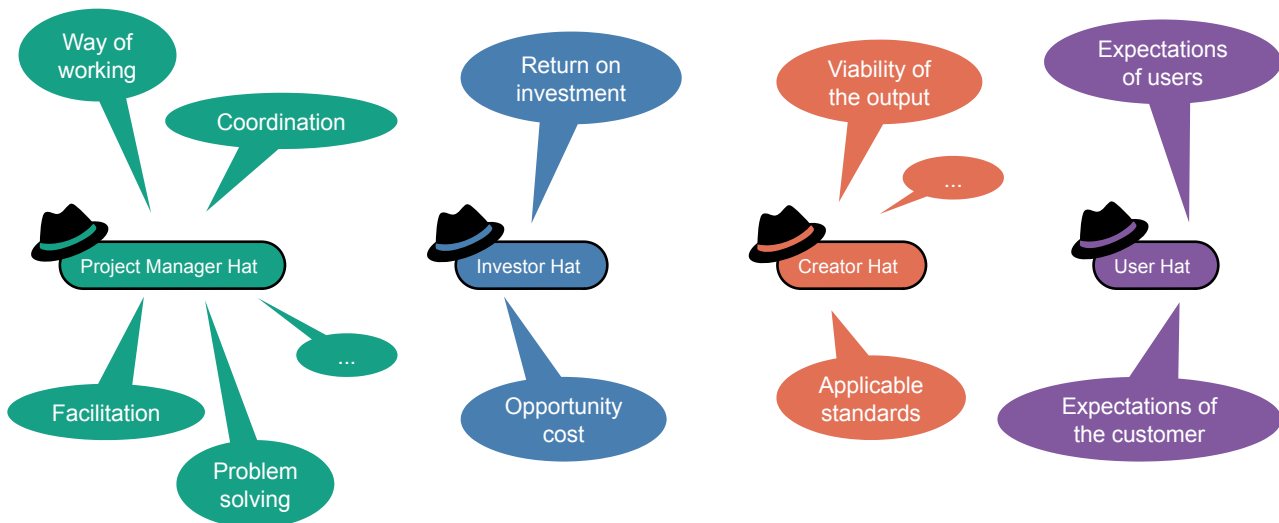 Way of
working
Coordination
Project Manager Hat
...
Facilitation
Problem
solving
Return on
investment
Investor Hat
Opportunity
cost
Viability of
the output
...
Creator Hat
Applicable
standards
Expectations
of users
User Hat
Expectations of
the customer